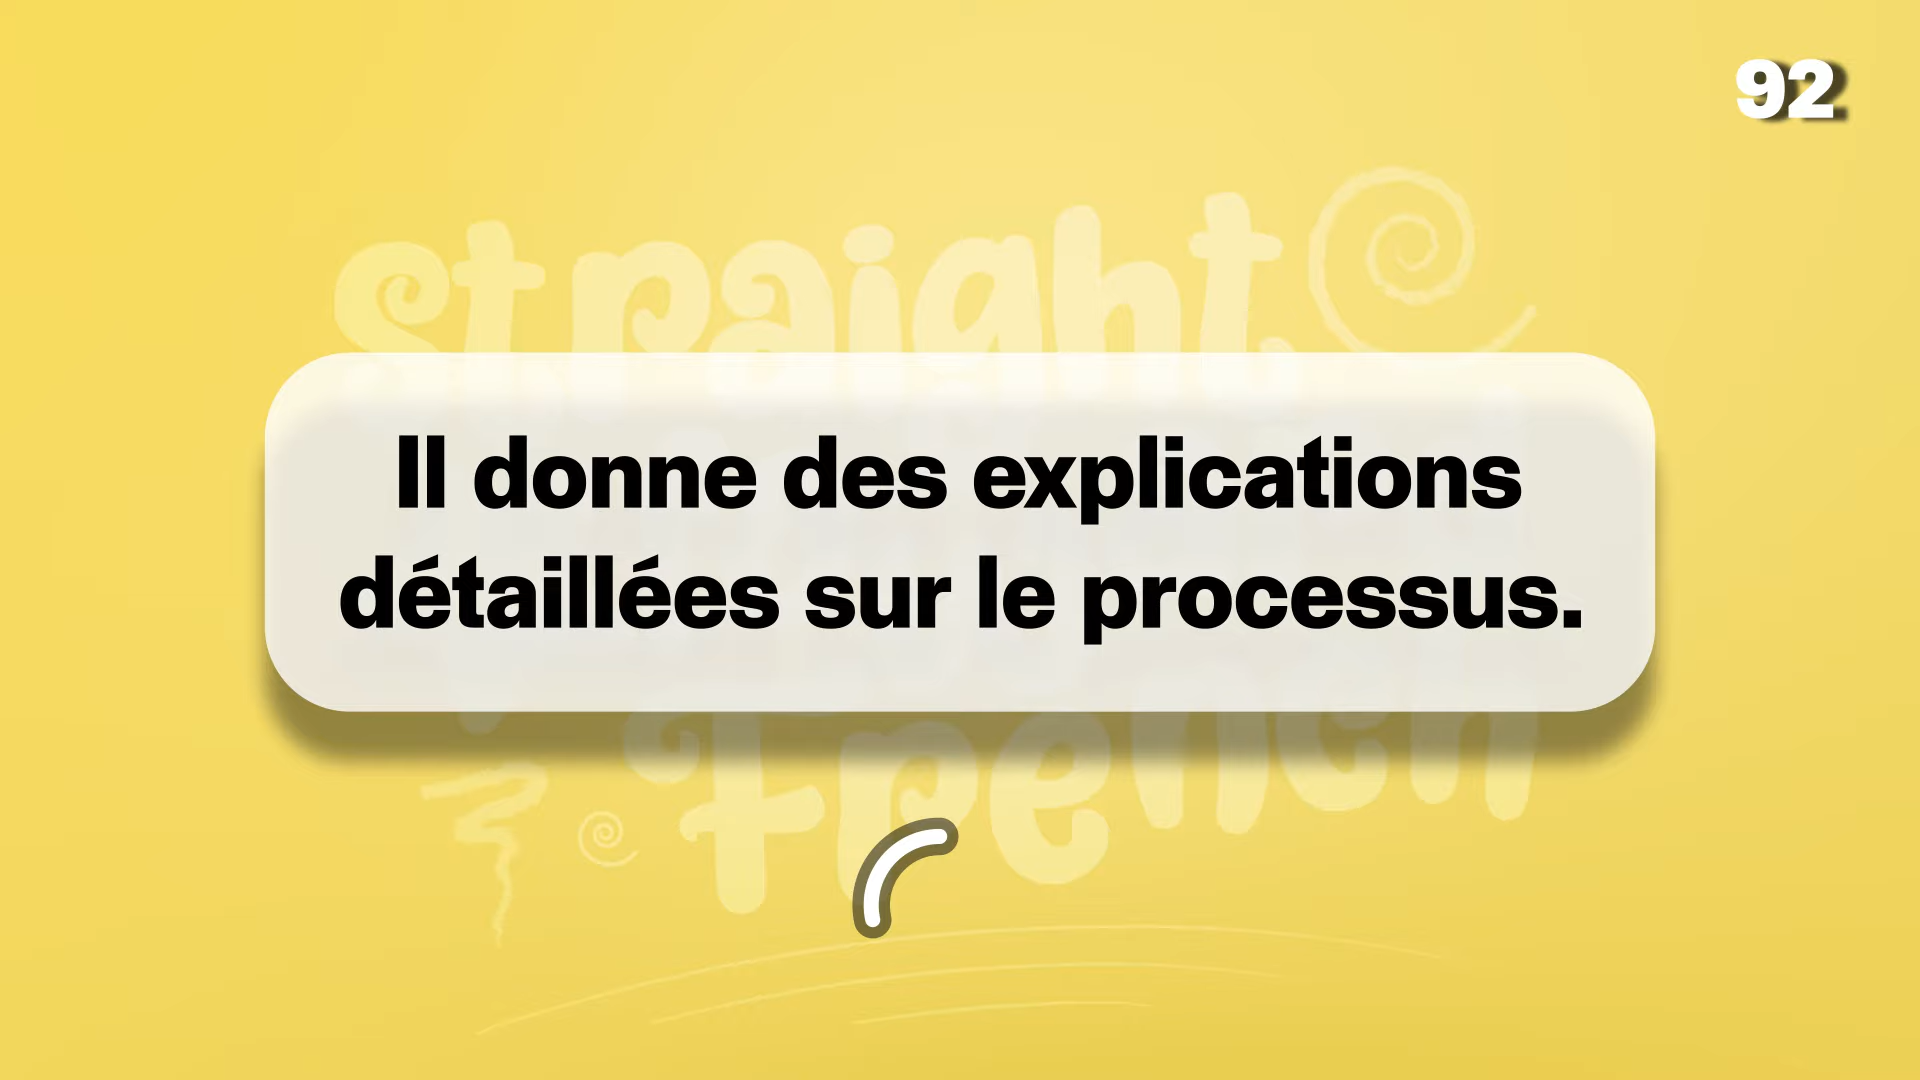 92
straight
Il donne des explications
détaillées sur le processus.
French